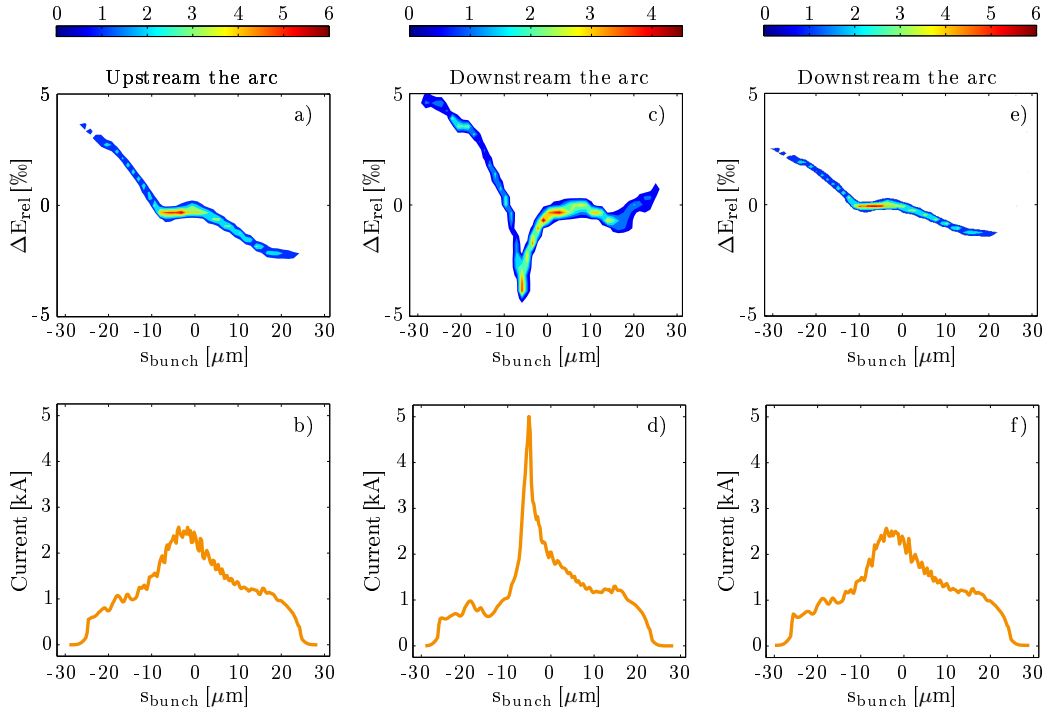 0 1 2 3 4 5 6
0 1 2 3 4
0 1 2 3 4 5 6
Upstream the arc
Downstream the arc
Downstream the arc
a)
c)
e)
5
0
-5
ΔE_rel [‰]
-30 -20 -10 0 10 20 30
s_bunch [μm]
5
0
-5
ΔE_rel [‰]
-30 -20 -10 0 10 20 30
s_bunch [μm]
5
0
-5
ΔE_rel [‰]
-30 -20 -10 0 10 20 30
s_bunch [μm]
b)
d)
f)
5
4
3
2
1
0
Current [kA]
-30 -20 -10 0 10 20 30
s_bunch [μm]
5
4
3
2
1
0
Current [kA]
-30 -20 -10 0 10 20 30
s_bunch [μm]
5
4
3
2
1
0
Current [kA]
-30 -20 -10 0 10 20 30
s_bunch [μm]